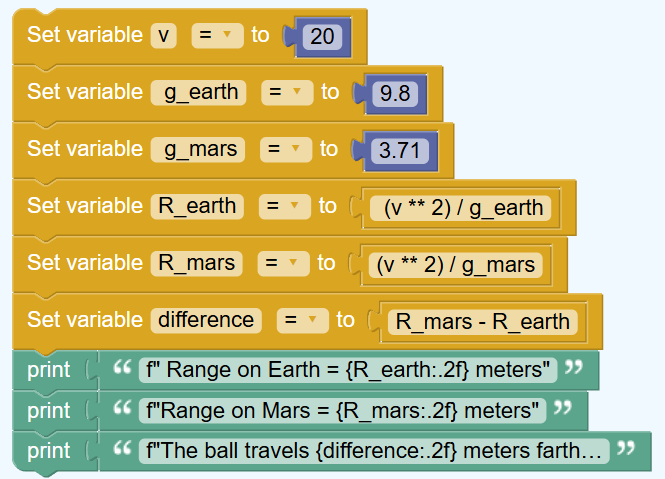 Set variable v = to 20
Set variable g_earth = to 9.8
Set variable g_mars = to 3.71
Set variable R_earth = to (v ** 2) / g_earth
Set variable R_mars = to (v ** 2) / g_mars
Set variable difference = to R_mars - R_earth
print “ f" Range on Earth = {R_earth:.2f} meters" ”
print “ f"Range on Mars = {R_mars:.2f} meters" ”
print “ f"The ball travels {difference:.2f} meters farth… ”